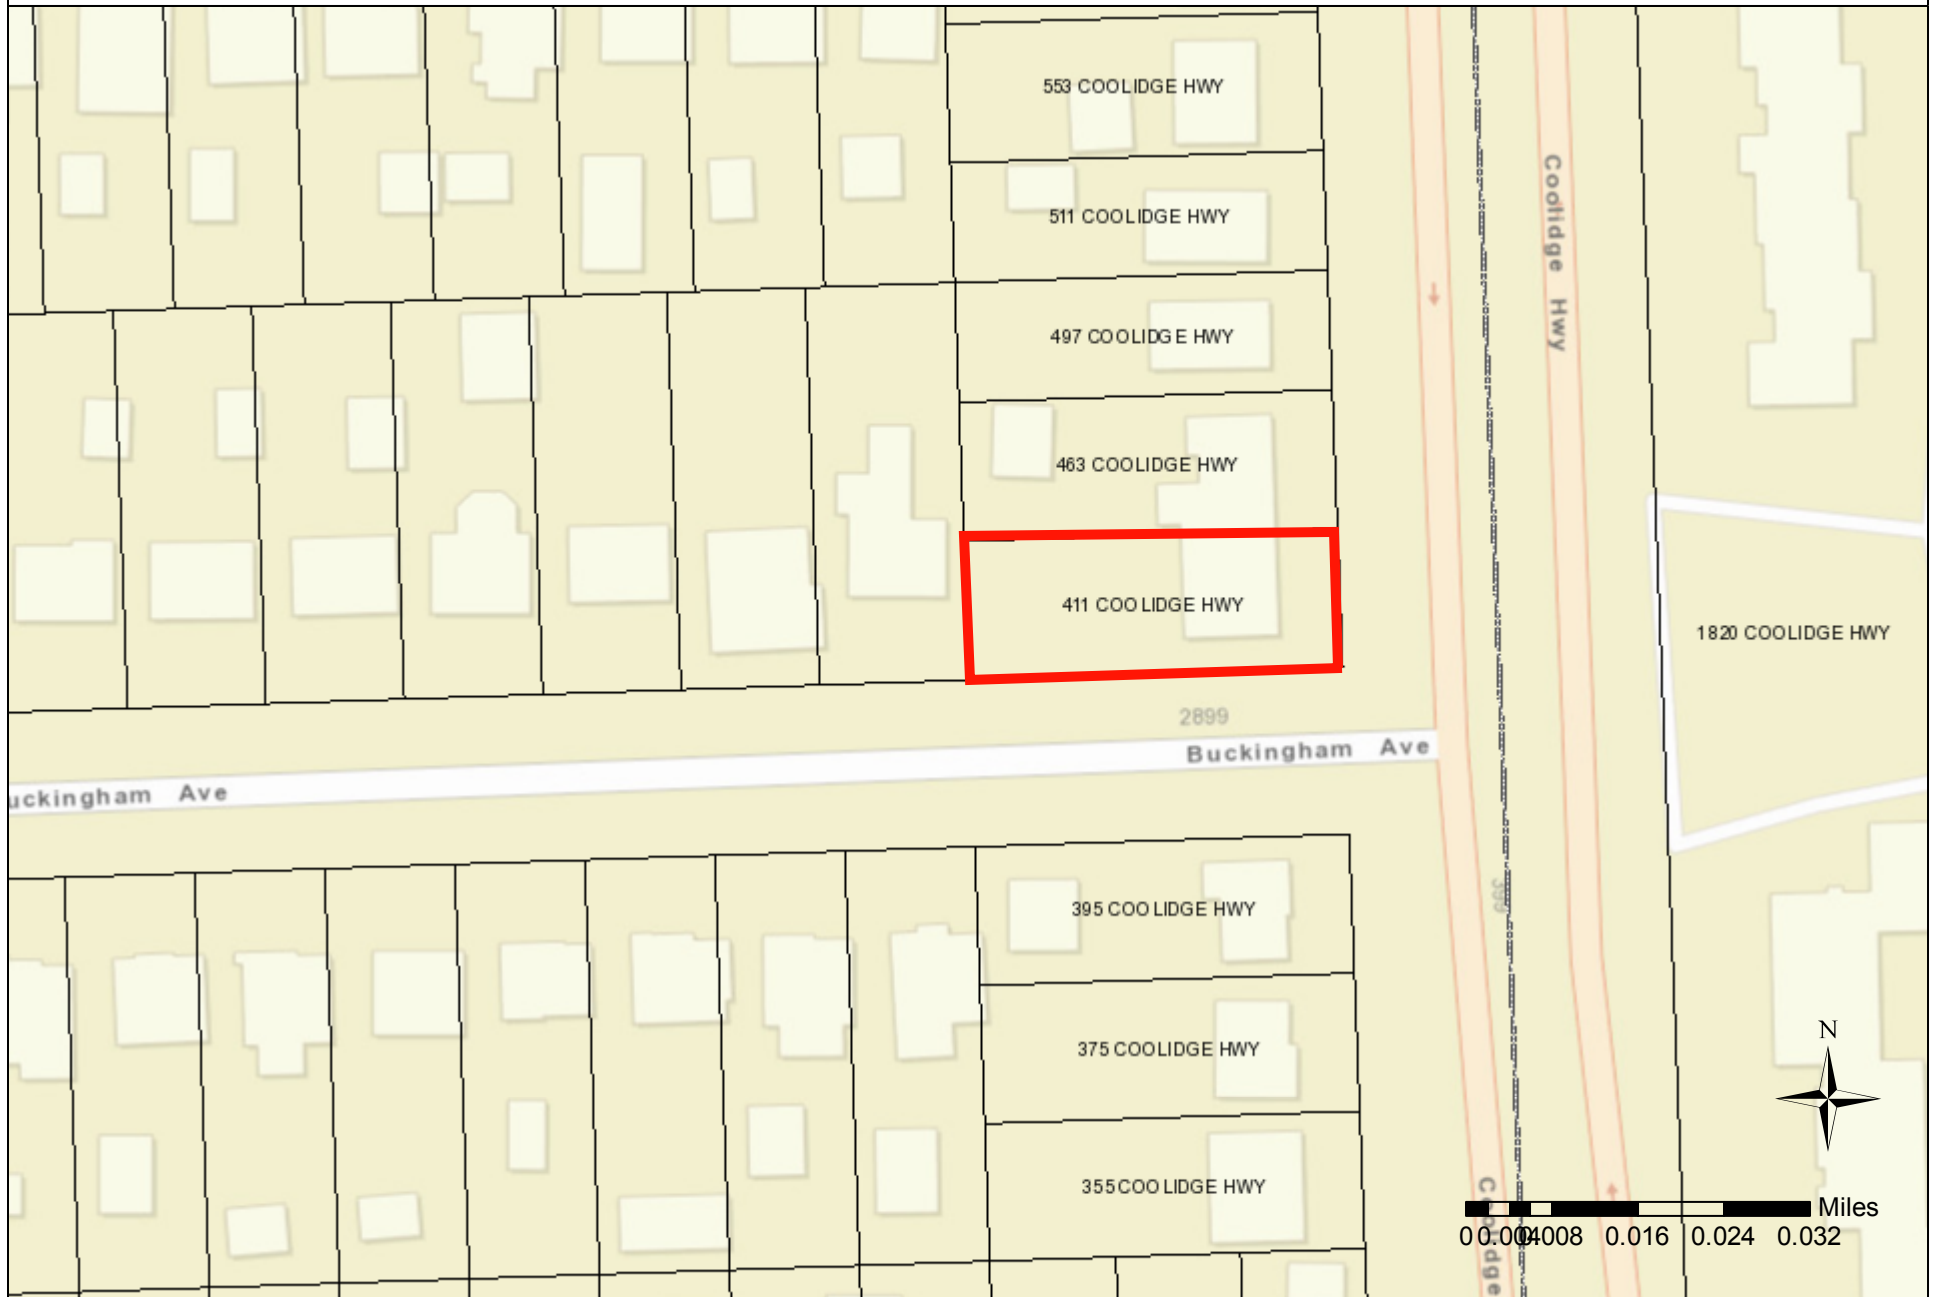 553 COOLIDGE HWY
Coolidge Hwy
511 COOLIDGE HWY
497 COOLIDGE HWY
463 COOLIDGE HWY
411 COOLIDGE HWY
1820 COOLIDGE HWY
2899
Buckingham Ave
uckingham Ave
399
395 COOLIDGE HWY
N
375 COOLIDGE HWY
355 COOLIDGE HWY
Coolidge
Miles
0 0.004 0.008 0.016 0.024 0.032